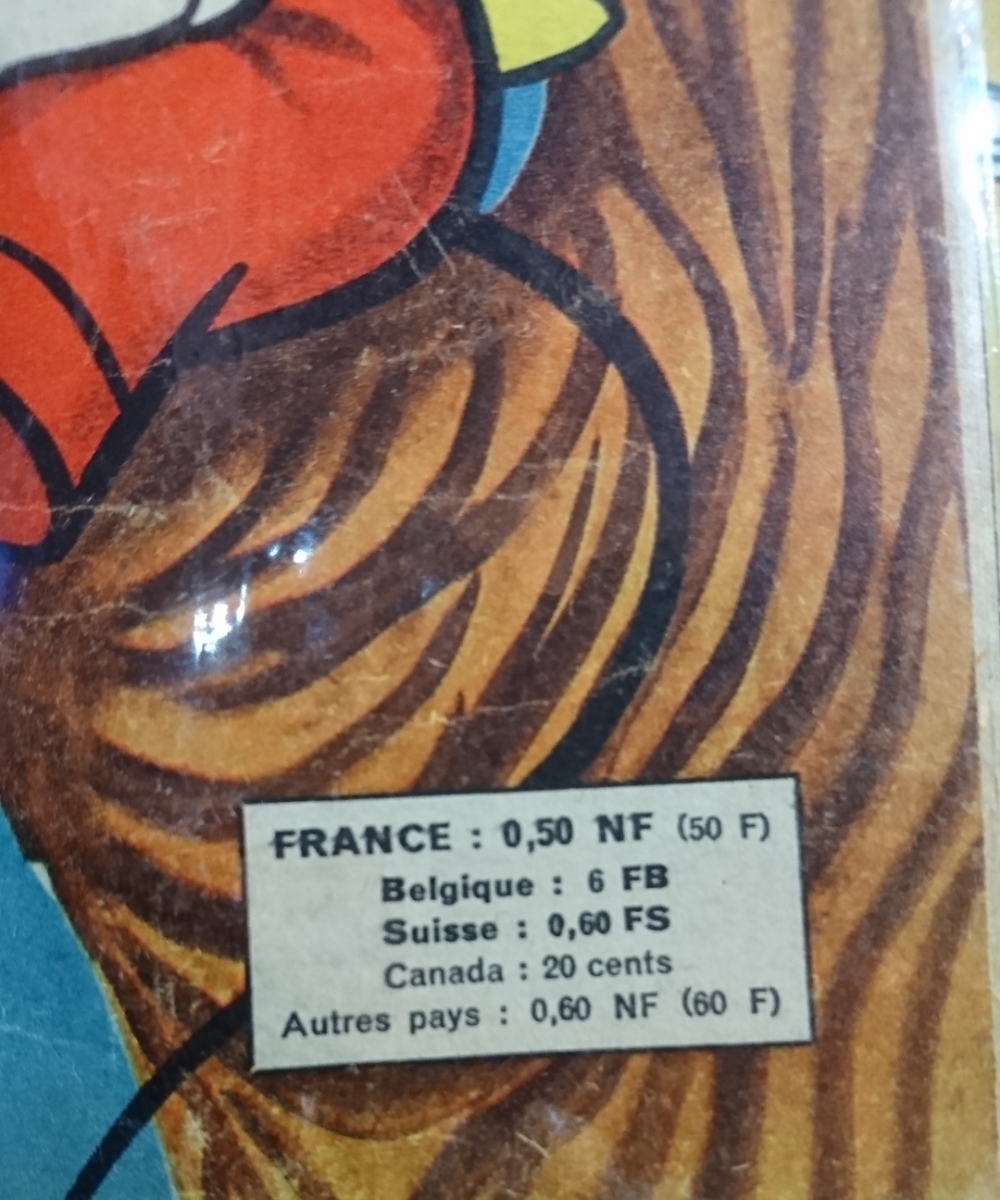 FRANCE : 0,50 NF (50 F)
Belgique : 6 FB
Suisse : 0,60 FS
Canada : 20 cents
Autres pays : 0,60 NF (60 F)